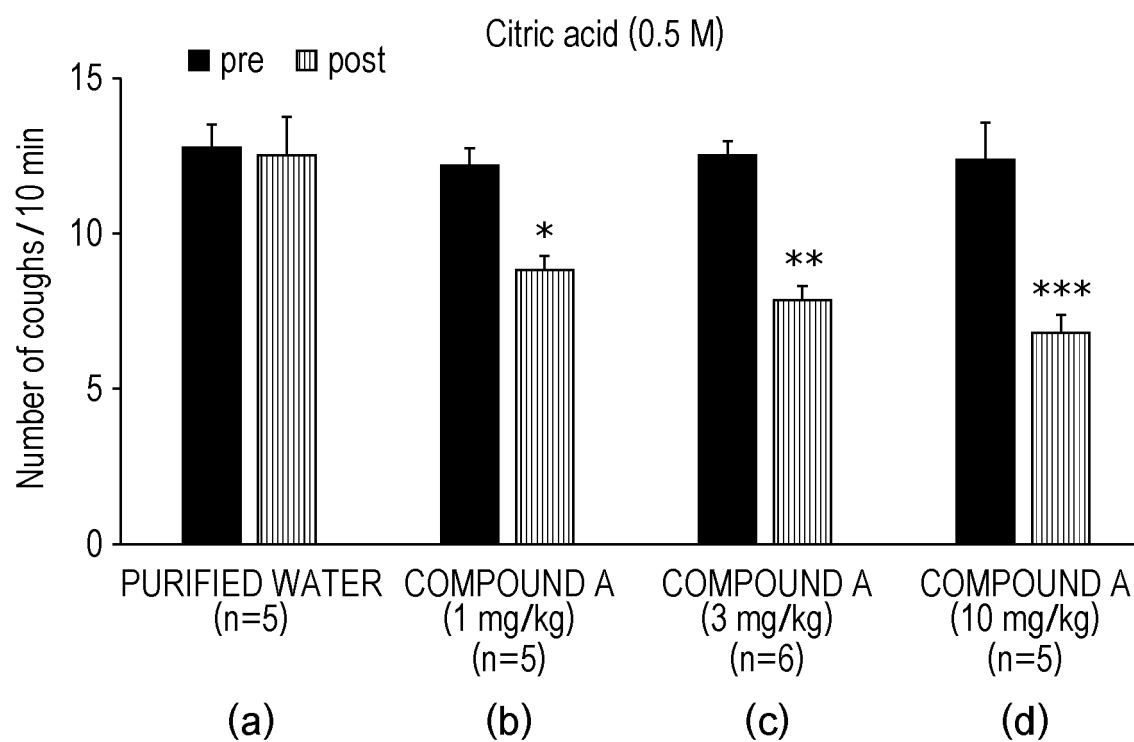 Citric acid (0.5 M)
pre post
Number of coughs / 10 min
15
10
5
0
*
**
***
PURIFIED WATER
(n=5)
COMPOUND A
(1 mg/kg)
(n=5)
COMPOUND A
(3 mg/kg)
(n=6)
COMPOUND A
(10 mg/kg)
(n=5)
(a) (b) (c) (d)